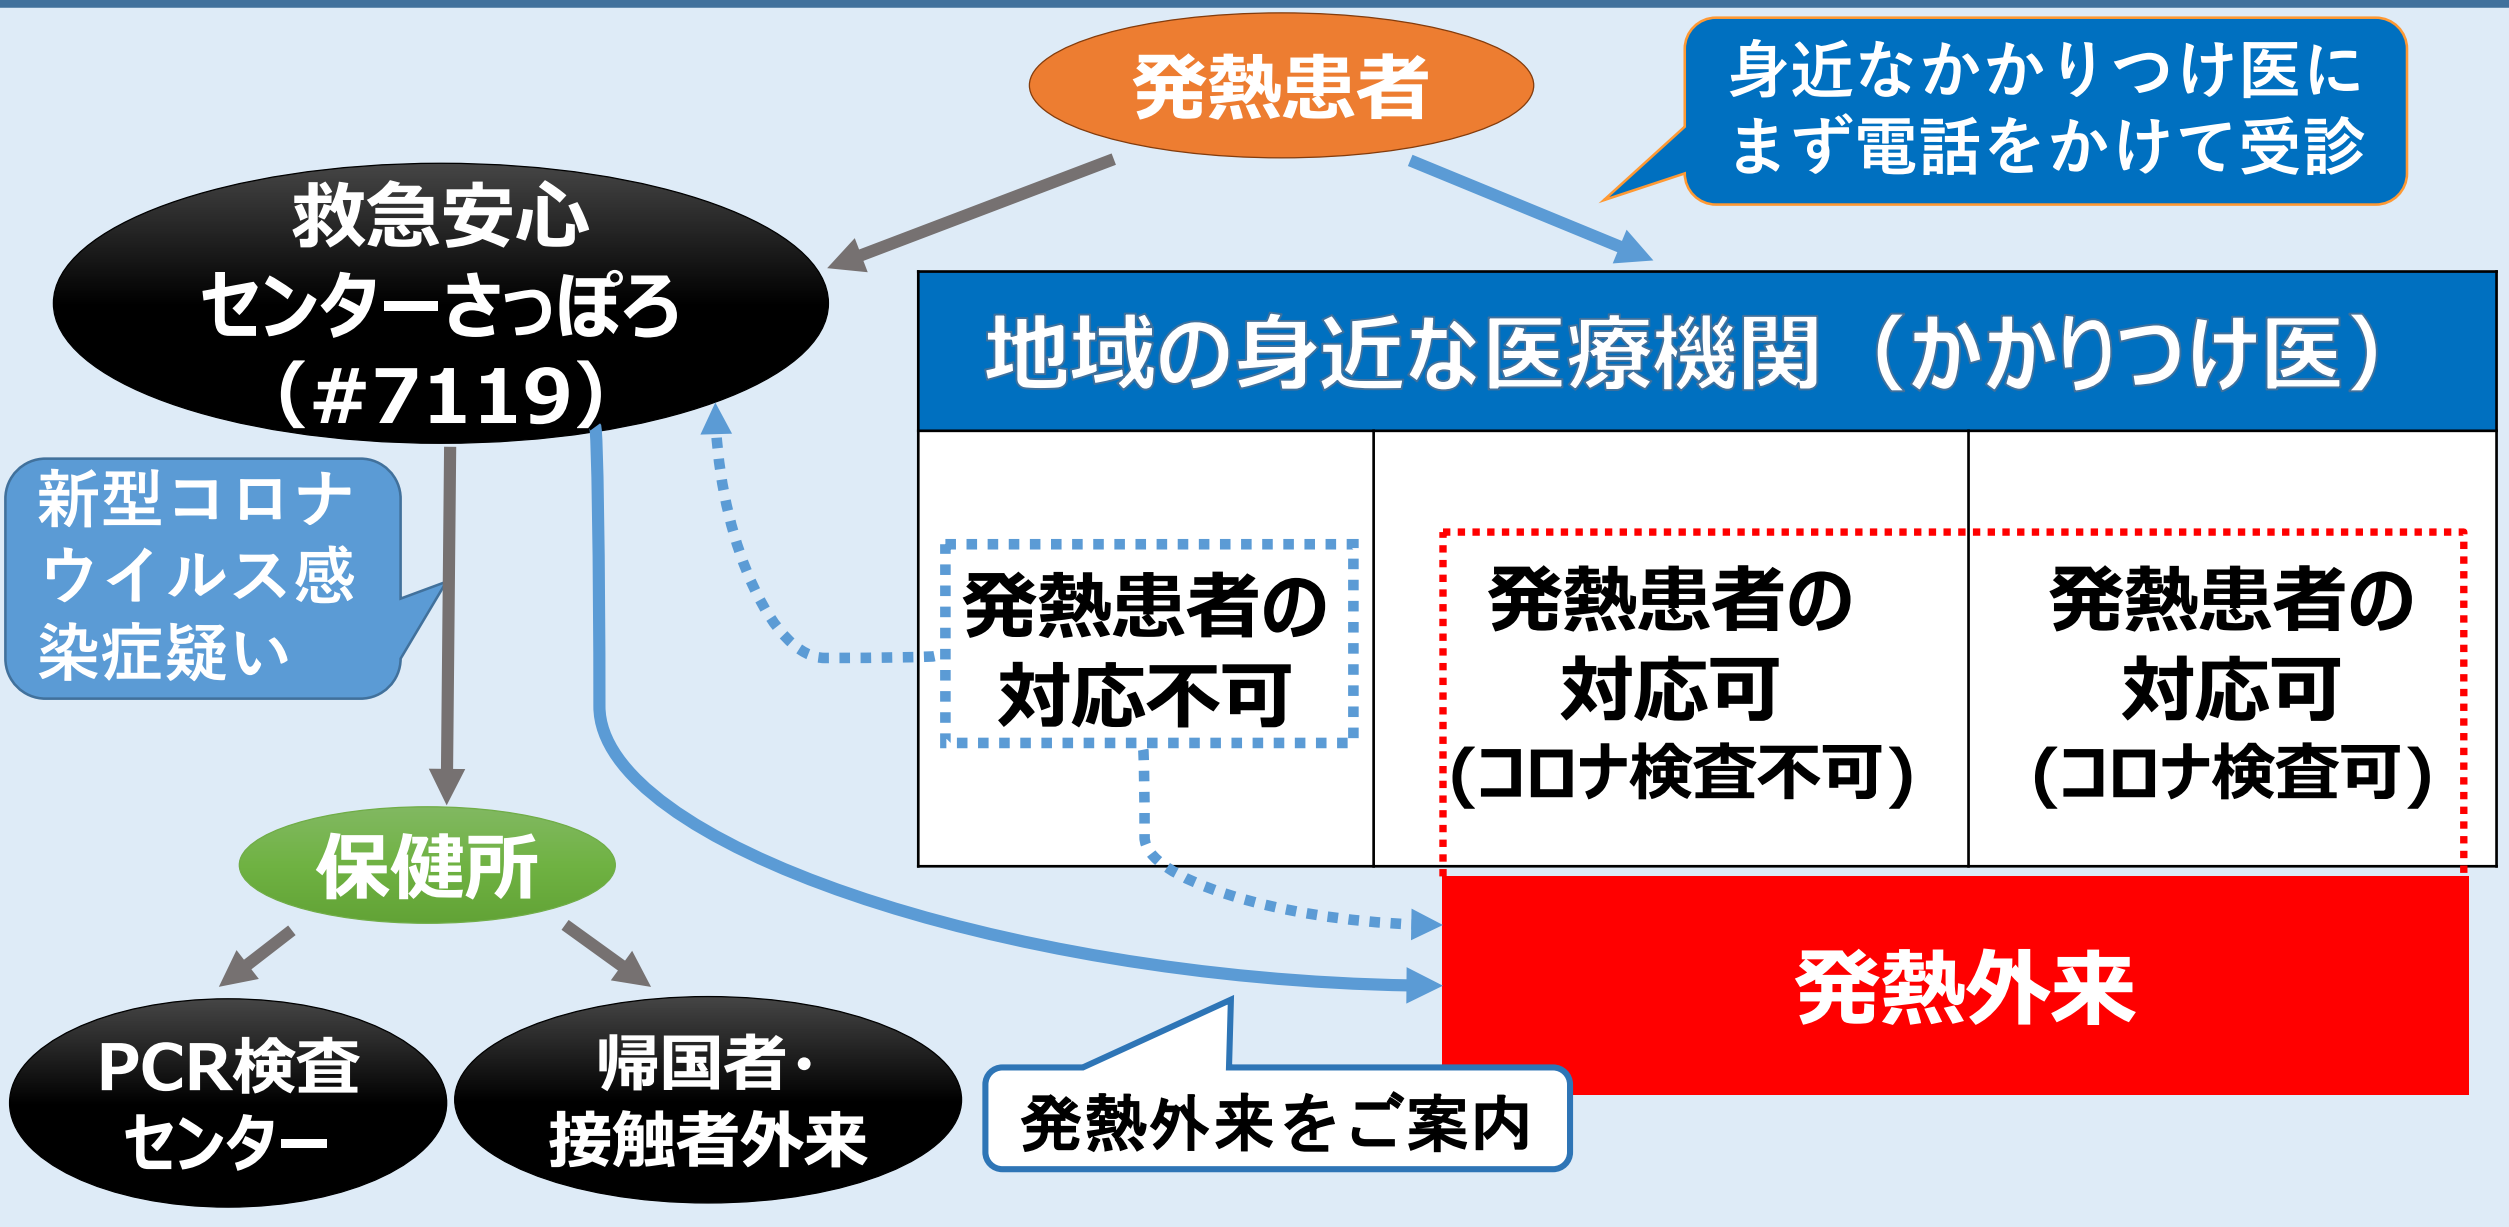 発熱患者
身近なかかりつけ医に
まず電話をかけて受診
救急安心
センターさっぽろ
（#7119）
地域の身近な医療機関（かかりつけ医）
新型コロナ
ウイルス感
染症疑い
発熱患者の
対応不可
発熱患者の
対応可
（コロナ検査不可）
発熱患者の
対応可
（コロナ検査可）
保健所
発熱外来
PCR検査
センター
帰国者・
接触者外来
発熱外来をご案内